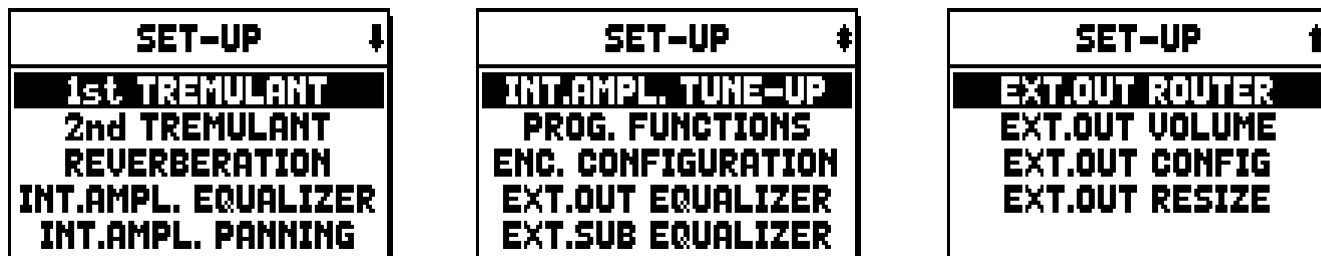 SET-UP
1st TREMULANT
2nd TREMULANT
REVERBERATION
INT.AMPL. EQUALIZER
INT.AMPL. PANNING
SET-UP
INT.AMPL. TUNE-UP
PROG. FUNCTIONS
ENC. CONFIGURATION
EXT.OUT EQUALIZER
EXT.SUB EQUALIZER
SET-UP
EXT.OUT ROUTER
EXT.OUT VOLUME
EXT.OUT CONFIG
EXT.OUT RESIZE